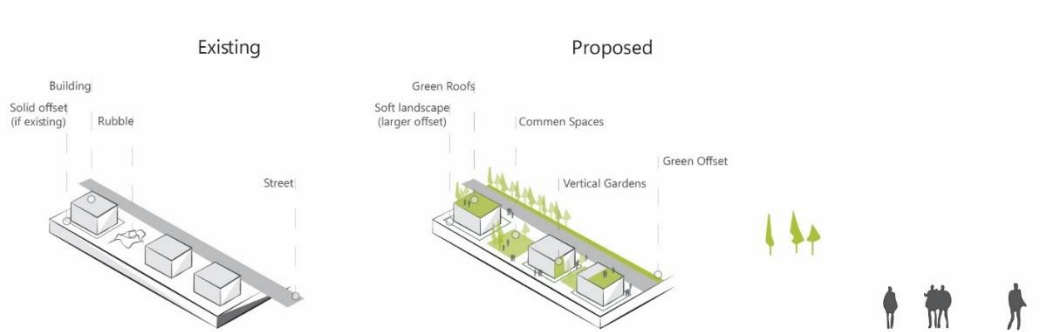 Existing
Building
Solid offset
(if existing)
Rubble
Street
Proposed
Green Roofs
Soft landscape
(larger offset)
Commen Spaces
Green Offset
Vertical Gardens